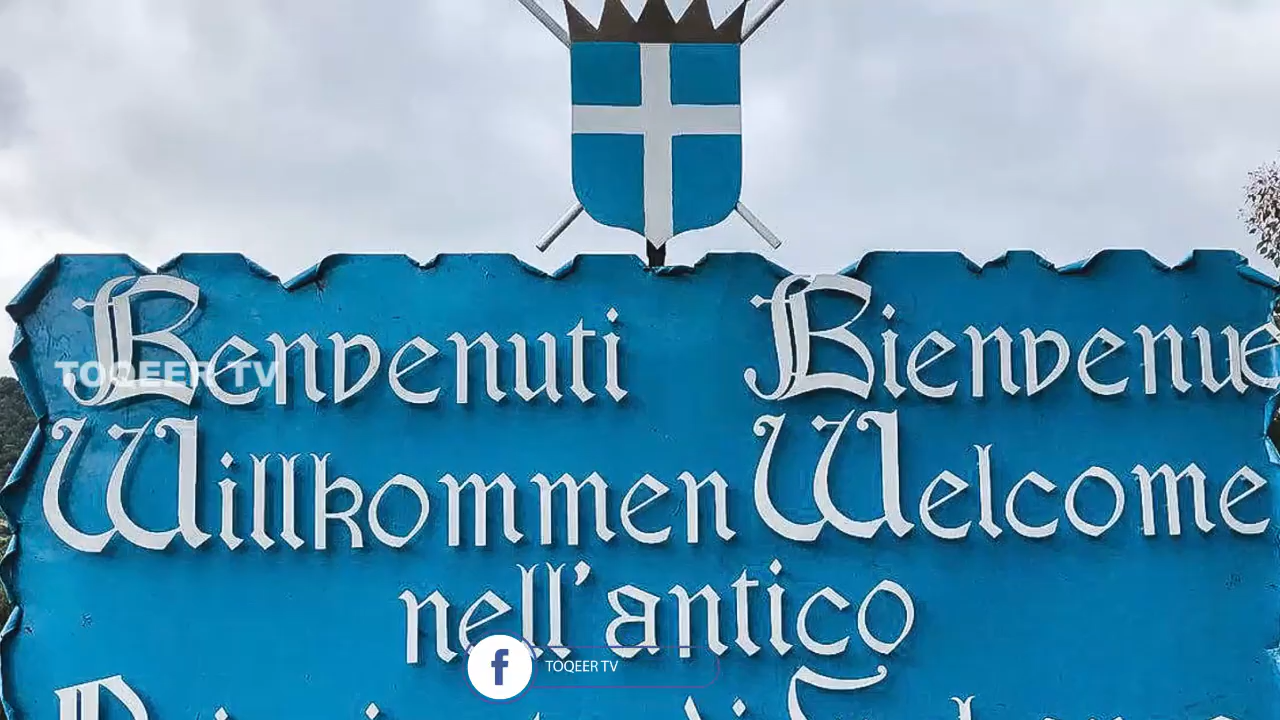 Benvenuti Bienvenue
TOQEER TV
Willkommen Welcome
nell'antico
f TOQEER TV